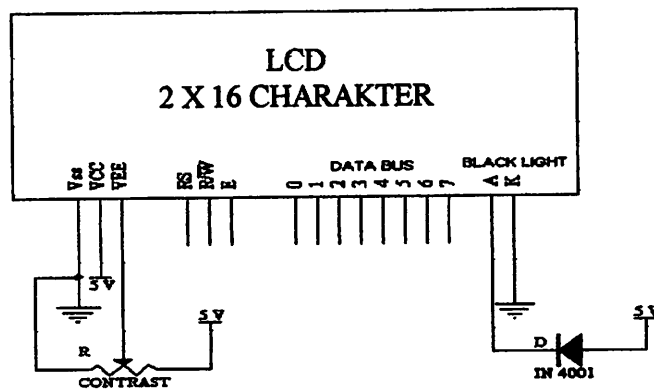 LCD
2 X 16 CHARAKTER
DATA BUS
BLACK LIGHT
Vss VCC VEE RS R/W E 0 1 2 3 4 5 6 7 A K
5 V
5 V
5 V
R
D
CONTRAST
IN 4001